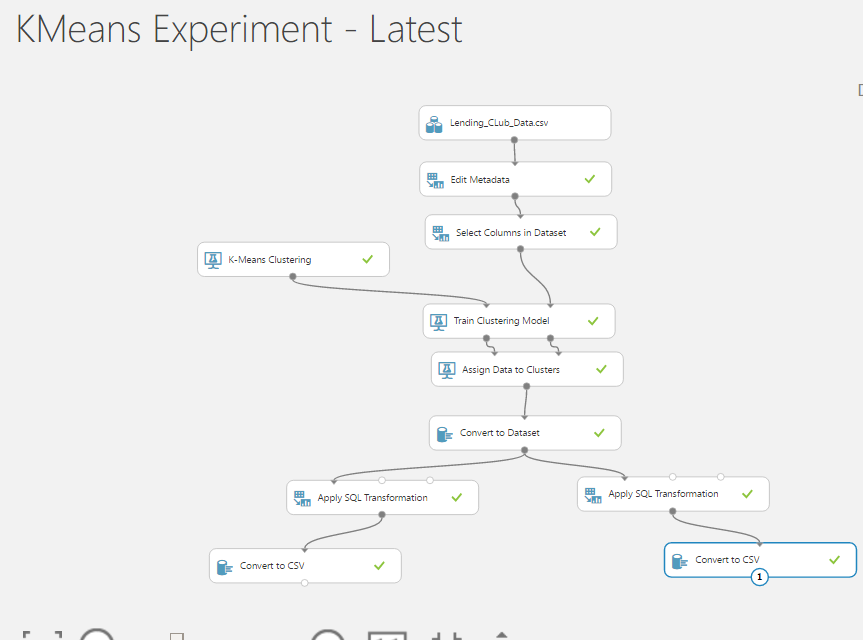 KMeans Experiment - Latest
Lending_CLub_Data.csv
Edit Metadata
Select Columns in Dataset
K-Means Clustering
Train Clustering Model
Assign Data to Clusters
Convert to Dataset
Apply SQL Transformation
Apply SQL Transformation
Convert to CSV
Convert to CSV
1